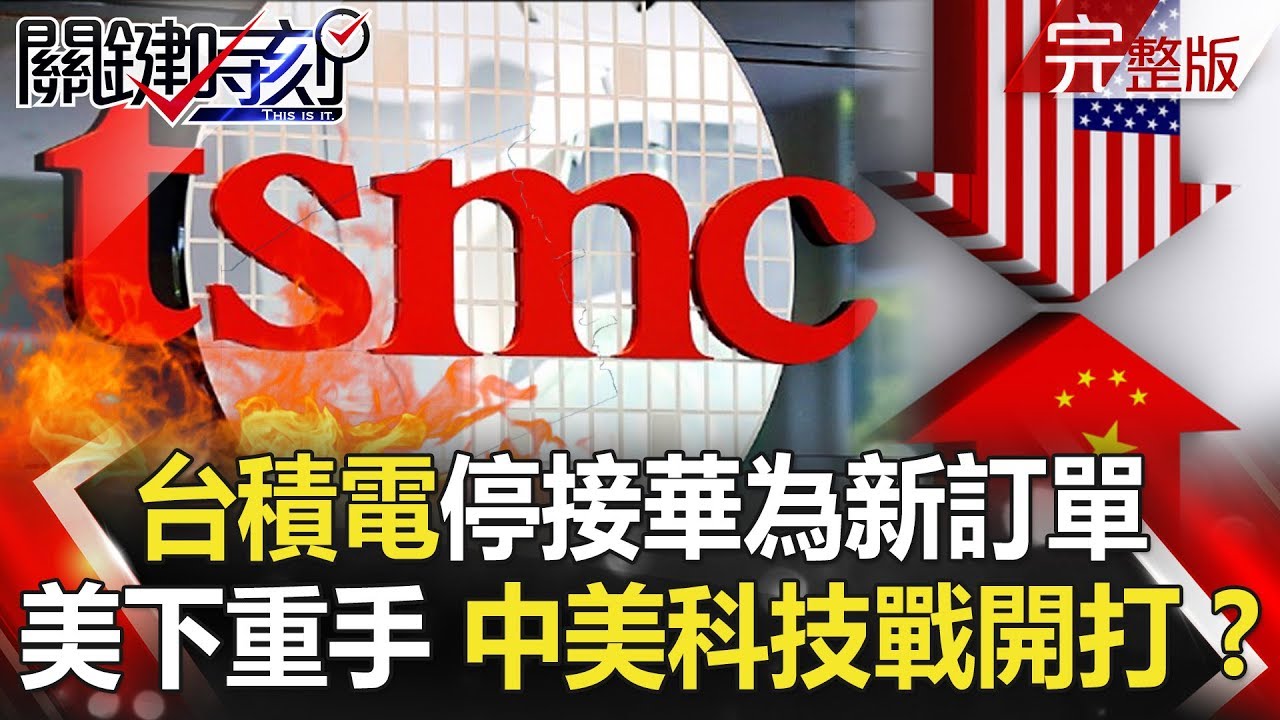 關鍵時刻
THIS IS IT.
完整版
tsmc
台積電停接華為新訂單
美下重手 中美科技戰開打？